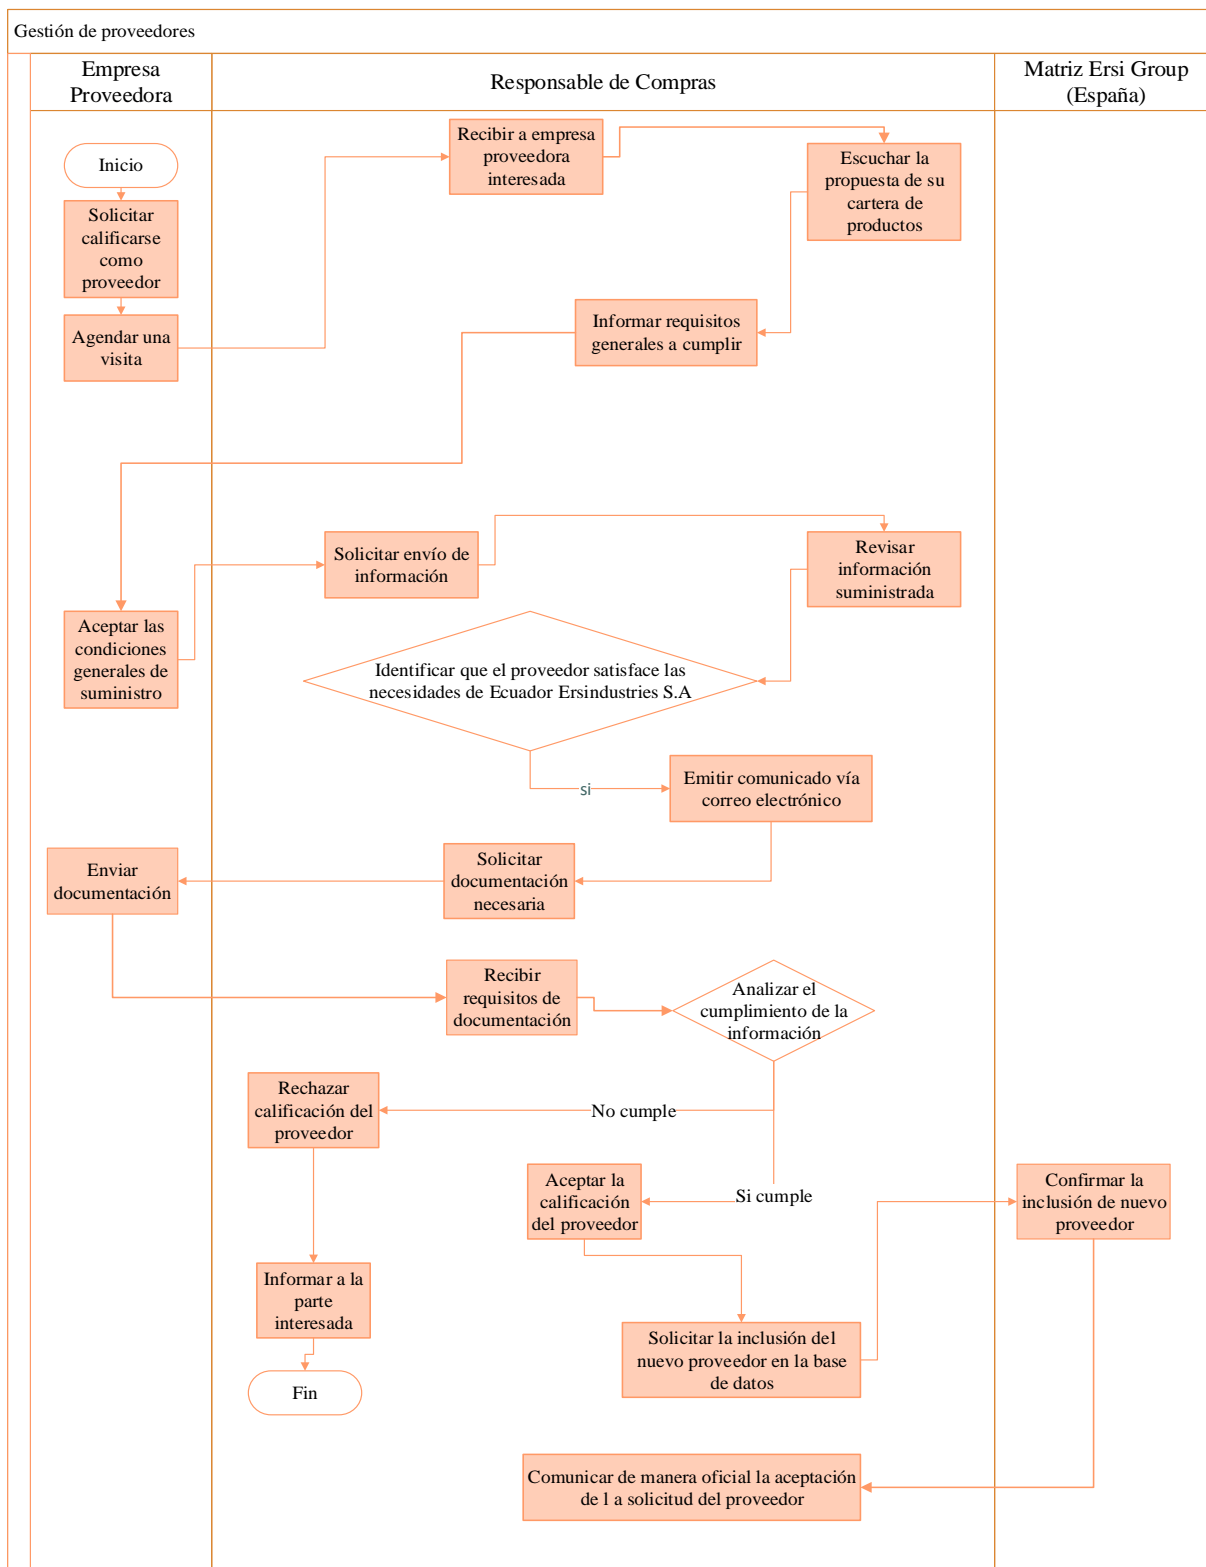 Gestión de proveedores
Empresa
Proveedora
Responsable de Compras
Matriz Ersi Group
(España)
Inicio
Solicitar
calificarse
como
proveedor
Agendar una
visita
Recibir a empresa
proveedora
interesada
Escuchar la
propuesta de su
cartera de
productos
Informar requisitos
generales a cumplir
Aceptar las
condiciones
generales de
suministro
Solicitar envío de
información
Revisar
información
suministrada
Identificar que el proveedor satisface las
necesidades de Ecuador Ersindustries S.A
si
Emitir comunicado vía
correo electrónico
Solicitar
documentación
necesaria
Enviar
documentación
Recibir
requisitos de
documentación
Analizar el
cumplimiento de la
información
No cumple
Rechazar
calificación del
proveedor
Si cumple
Aceptar la
calificación
del proveedor
Confirmar la
inclusión de nuevo
proveedor
Informar a la
parte
interesada
Solicitar la inclusión del
nuevo proveedor en la base
de datos
Fin
Comunicar de manera oficial la aceptación
de l a solicitud del proveedor